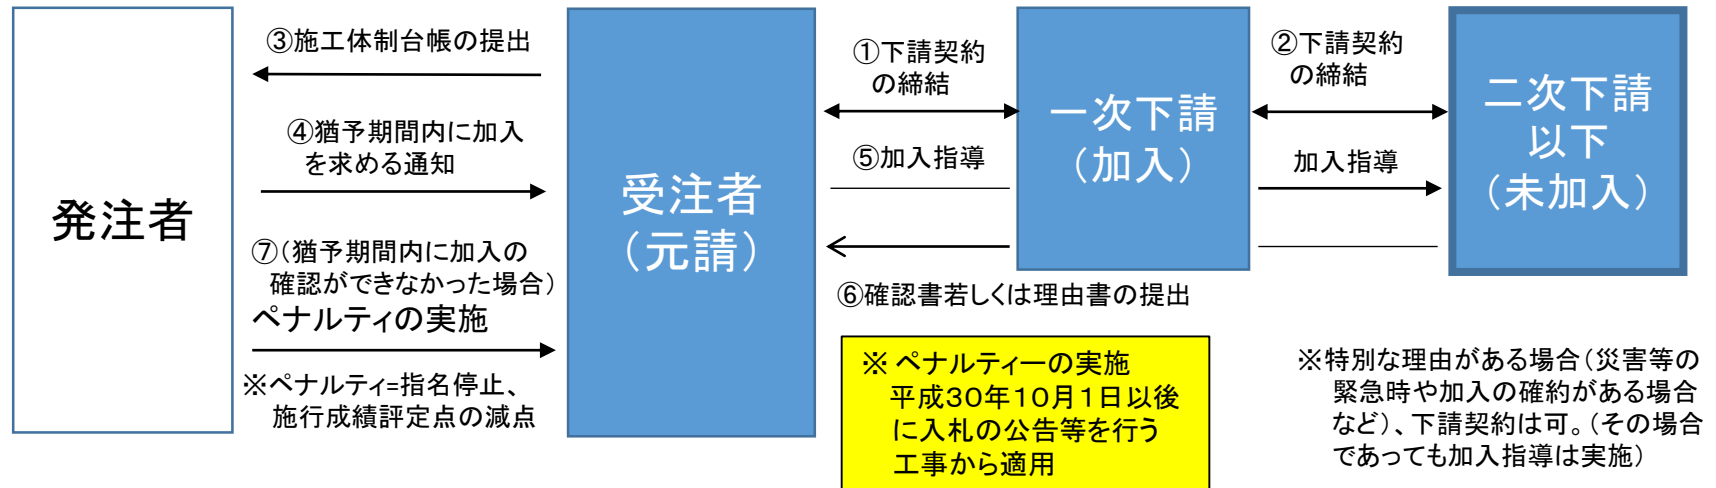 発注者
③施工体制台帳の提出
④猶予期間内に加入
を求める通知
⑦(猶予期間内に加入の
確認ができなかった場合)
ペナルティの実施
※ペナルティ=指名停止、
施行成績評定点の減点
受注者
(元請)
①下請契約
の締結
⑤加入指導
⑥確認書若しくは理由書の提出
※ ペナルティーの実施
平成30年10月1日以後
に入札の公告等を行う
工事から適用
一次下請
(加入)
②下請契約
の締結
加入指導
二次下請
以下
(未加入)
※特別な理由がある場合(災害等の
緊急時や加入の確約がある場合
など)、下請契約は可。(その場合
であっても加入指導は実施)